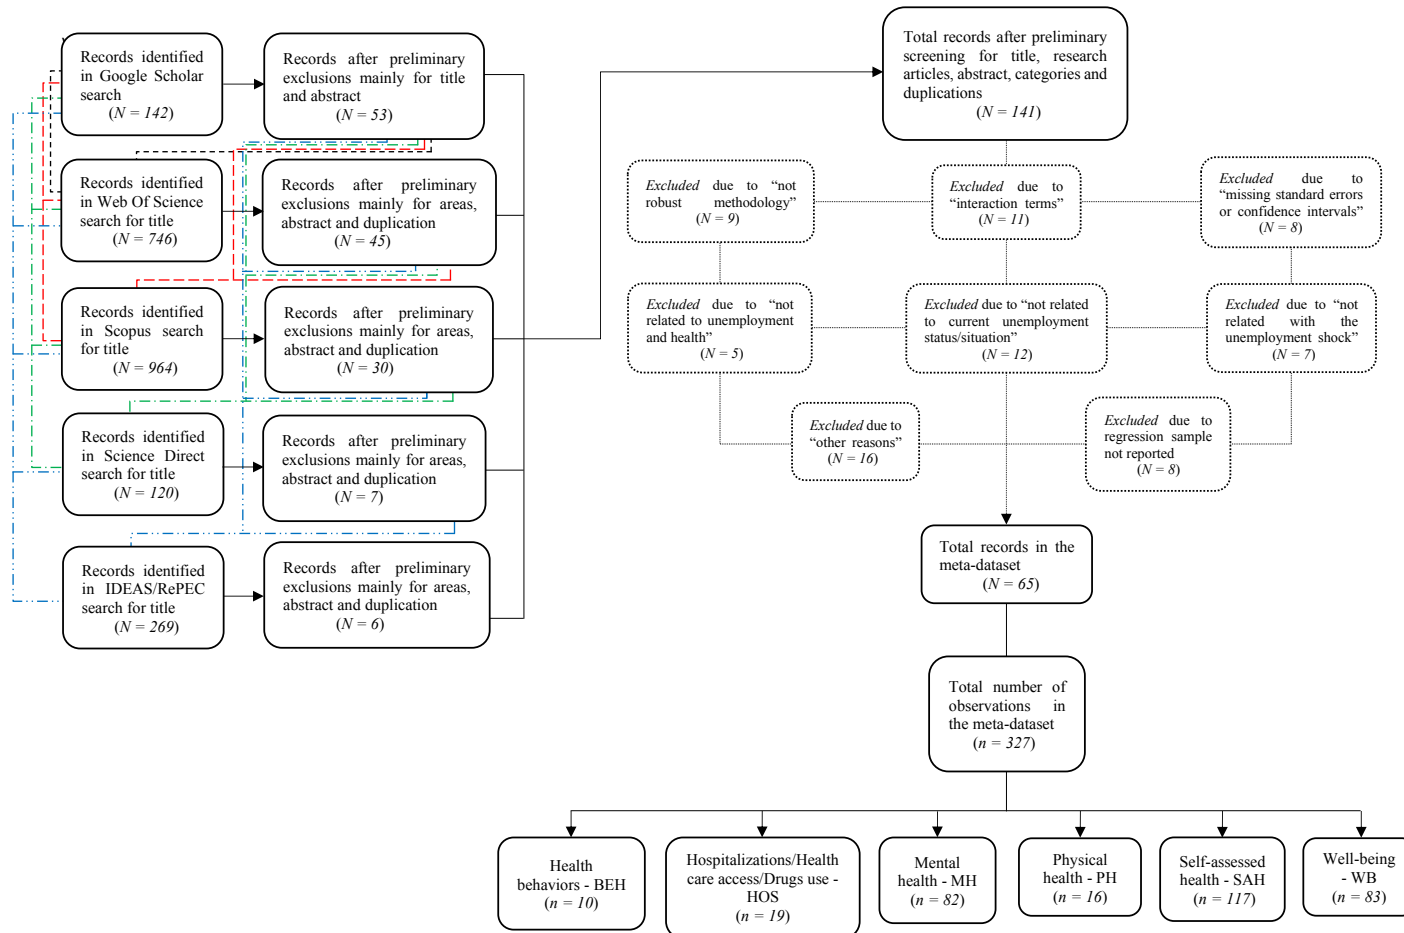 Records identified
in Google Scholar
search
(N = 142)
Records after preliminary
exclusions mainly for title
and abstract
(N = 53)
Records identified
in Web Of Science
search for title
(N = 746)
Records after preliminary
exclusions mainly for areas,
abstract and duplication
(N = 45)
Records identified
in Scopus search
for title
(N = 964)
Records after preliminary
exclusions mainly for areas,
abstract and duplication
(N = 30)
Records identified
in Science Direct
search for title
(N = 120)
Records after preliminary
exclusions mainly for areas,
abstract and duplication
(N = 7)
Records identified
in IDEAS/RePEC
search for title
(N = 269)
Records after preliminary
exclusions mainly for areas,
abstract and duplication
(N = 6)
Total records after preliminary
screening for title, research
articles, abstract, categories and
duplications
(N = 141)
Excluded due to “not
robust methodology”
(N = 9)
Excluded due to
“interaction terms”
(N = 11)
Excluded due to
“missing standard errors
or confidence intervals”
(N = 8)
Excluded due to “not
related to unemployment
and health”
(N = 5)
Excluded due to “not related
to current unemployment
status/situation”
(N = 12)
Excluded due to “not
related with the
unemployment shock”
(N = 7)
Excluded due to
“other reasons”
(N = 16)
Excluded due to
regression sample
not reported
(N = 8)
Total records in the
meta-dataset
(N = 65)
Total number of
observations in
the meta-dataset
(n = 327)
Health
behaviors - BEH
(n = 10)
Hospitalizations/Health
care access/Drugs use -
HOS
(n = 19)
Mental
health - MH
(n = 82)
Physical
health - PH
(n = 16)
Self-assessed
health - SAH
(n = 117)
Well-being
- WB
(n = 83)